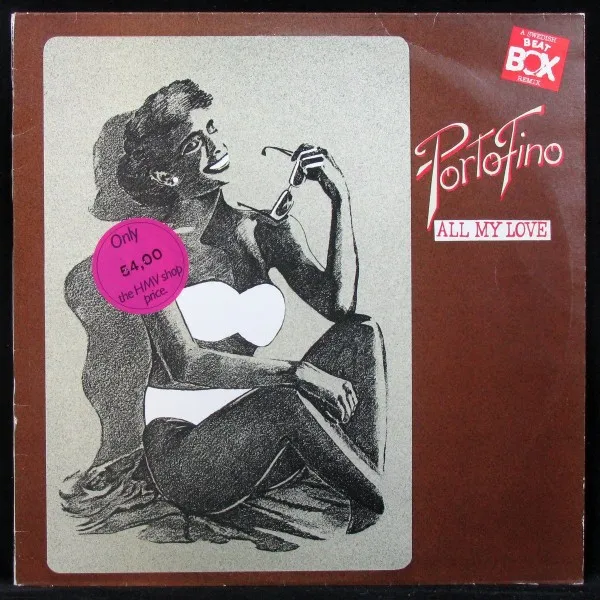 A SWEDISH
BEAT
BOX
REMIX
Portofino
ALL MY LOVE
Only
£4,00
the HMV shop
price.